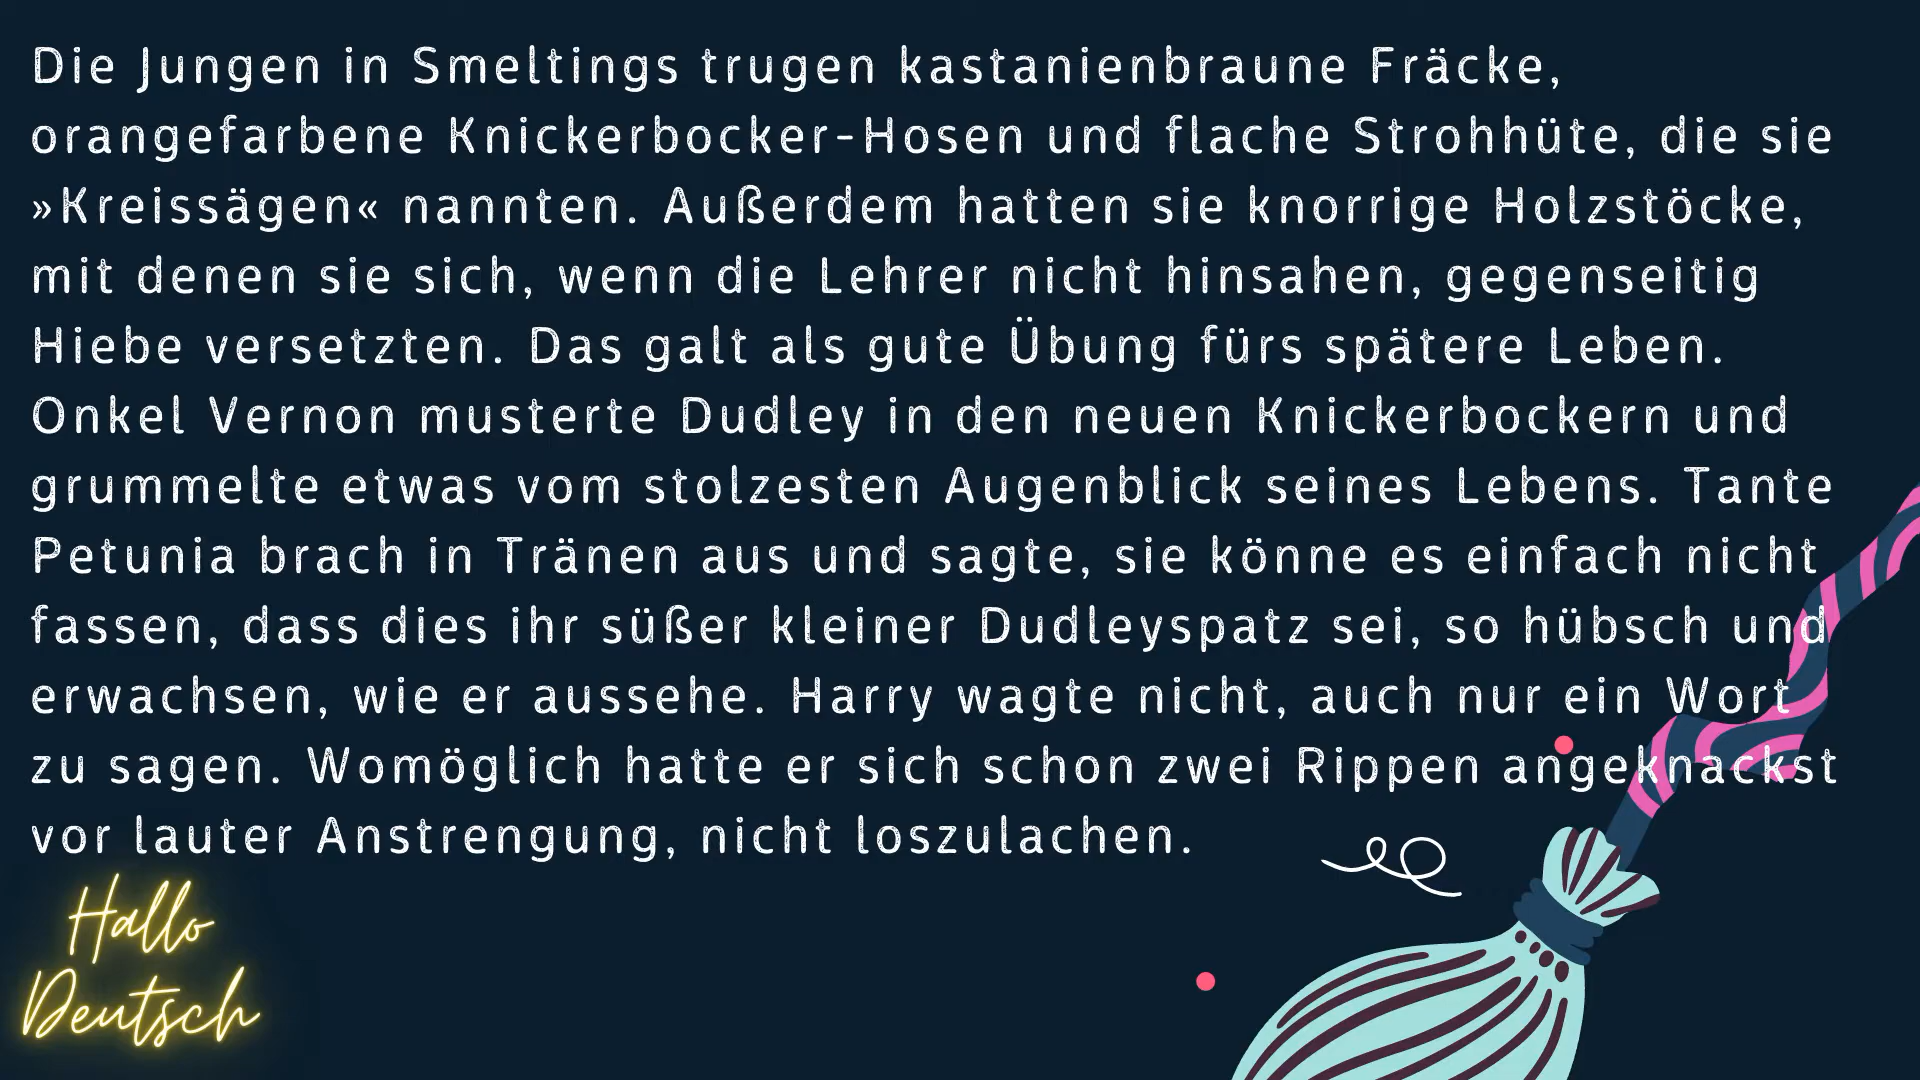 Die Jungen in Smeltings trugen kastanienbraune Fräcke,
orangefarbene Knickerbocker-Hosen und flache Strohhüte, die sie
»Kreissägen« nannten. Außerdem hatten sie knorrige Holzstöcke,
mit denen sie sich, wenn die Lehrer nicht hinsahen, gegenseitig
Hiebe versetzten. Das galt als gute Übung fürs spätere Leben.
Onkel Vernon musterte Dudley in den neuen Knickerbockern und
grummelte etwas vom stolzesten Augenblick seines Lebens. Tante
Petunia brach in Tränen aus und sagte, sie könne es einfach nicht
fassen, dass dies ihr süßer kleiner Dudleyspatz sei, so hübsch und
erwachsen, wie er aussehe. Harry wagte nicht, auch nur ein Wort
zu sagen. Womöglich hatte er sich schon zwei Rippen angeknackst
vor lauter Anstrengung, nicht loszulachen.
Hallo
Deutsch